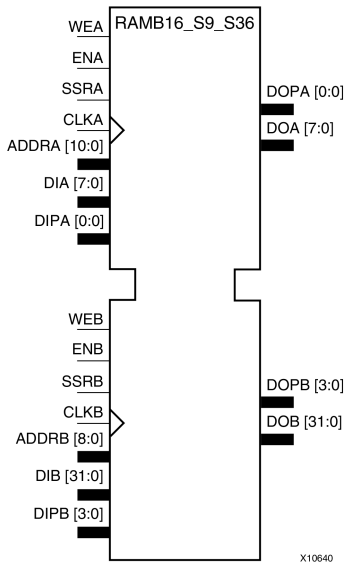 RAMB16_S9_S36
WEA
ENA
SSRA
CLKA
ADDRA [10:0]
DIA [7:0]
DIPA [0:0]
DOPA [0:0]
DOA [7:0]
WEB
ENB
SSRB
CLKB
ADDRB [8:0]
DIB [31:0]
DIPB [3:0]
DOPB [3:0]
DOB [31:0]
X10640